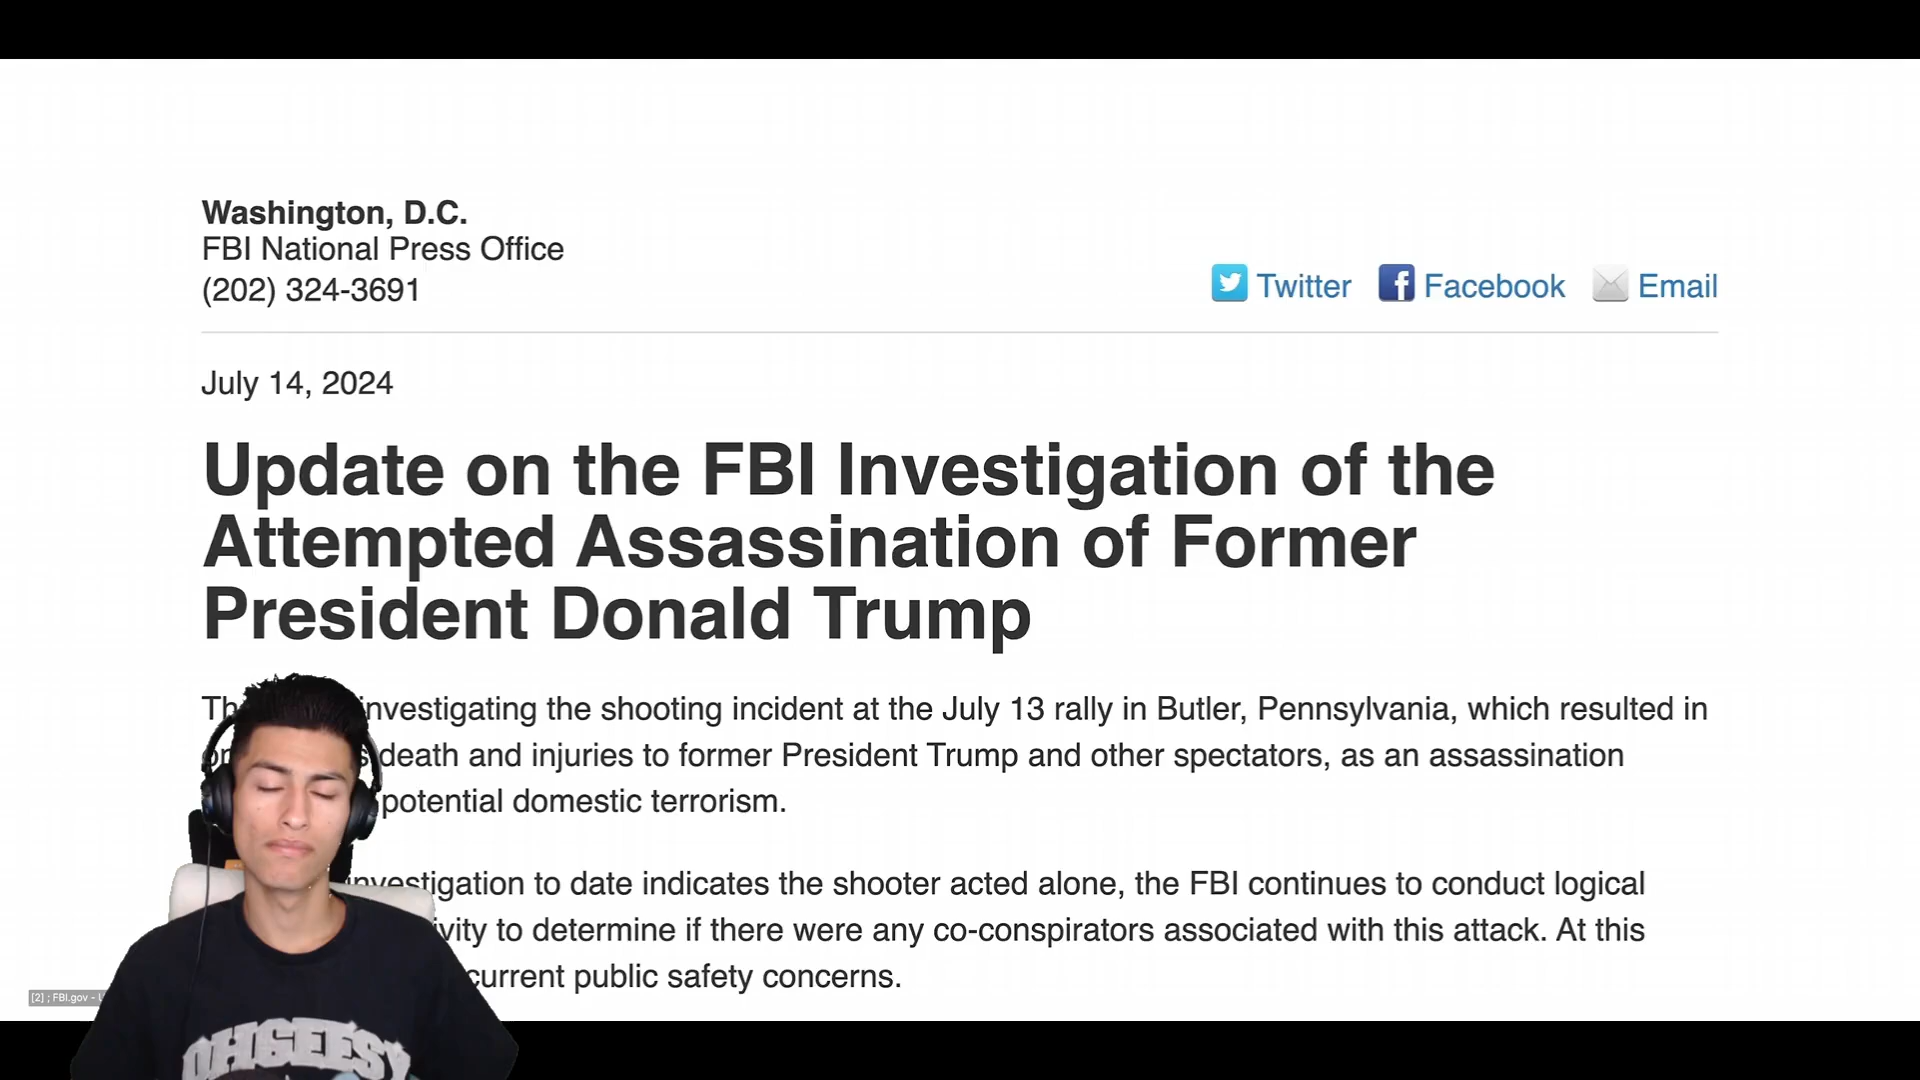 Washington, D.C.
FBI National Press Office
(202) 324-3691
Twitter Facebook Email
July 14, 2024
Update on the FBI Investigation of the
Attempted Assassination of Former
President Donald Trump
investigating the shooting incident at the July 13 rally in Butler, Pennsylvania, which resulted in
death and injuries to former President Trump and other spectators, as an assassination
potential domestic terrorism.
investigation to date indicates the shooter acted alone, the FBI continues to conduct logical
to determine if there were any co-conspirators associated with this attack. At this
current public safety concerns.
[2] ; FBI.gov -
OHGEESY